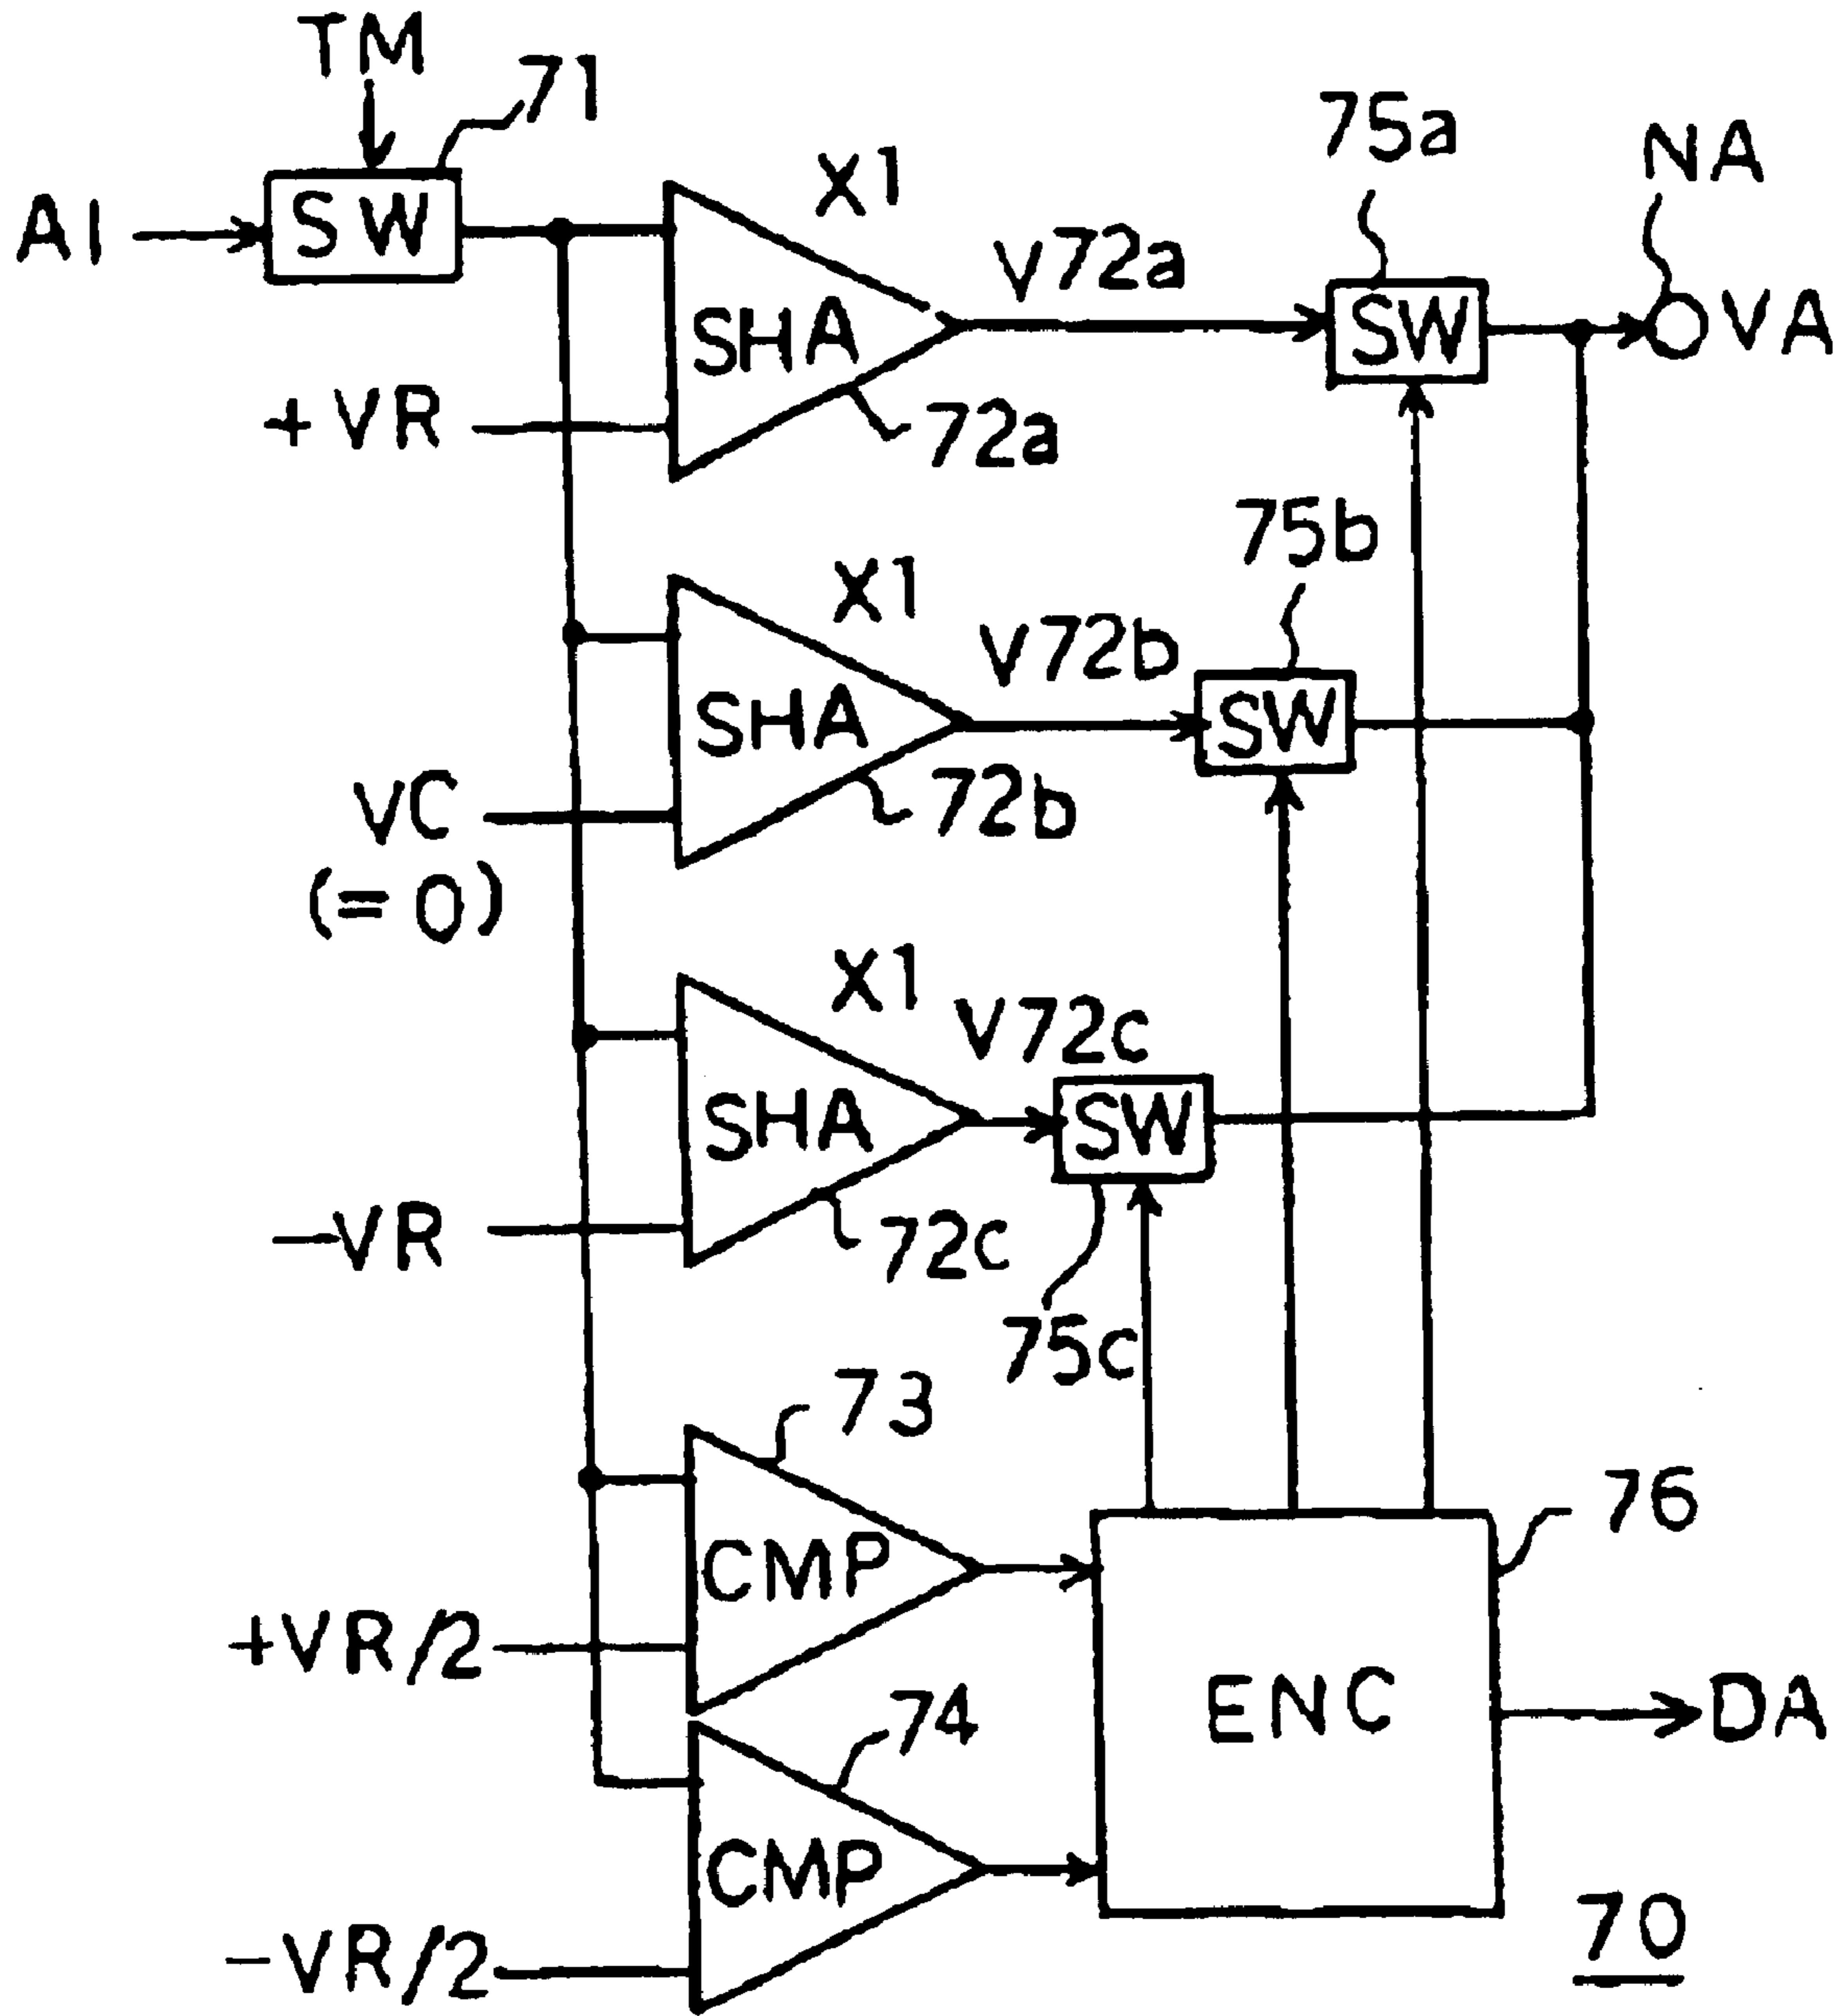 TM
71
AI
SW
X1
75a
NA
V72a
SHA
SW
VA
+VR
72a
75b
X1
V72b
SHA
SW
VC
72b
(=0)
X1
V72c
SHA
SW
-VR
72c
75c
73
76
CMP
+VR/2
ENC
DA
74
CMP
-VR/2
70